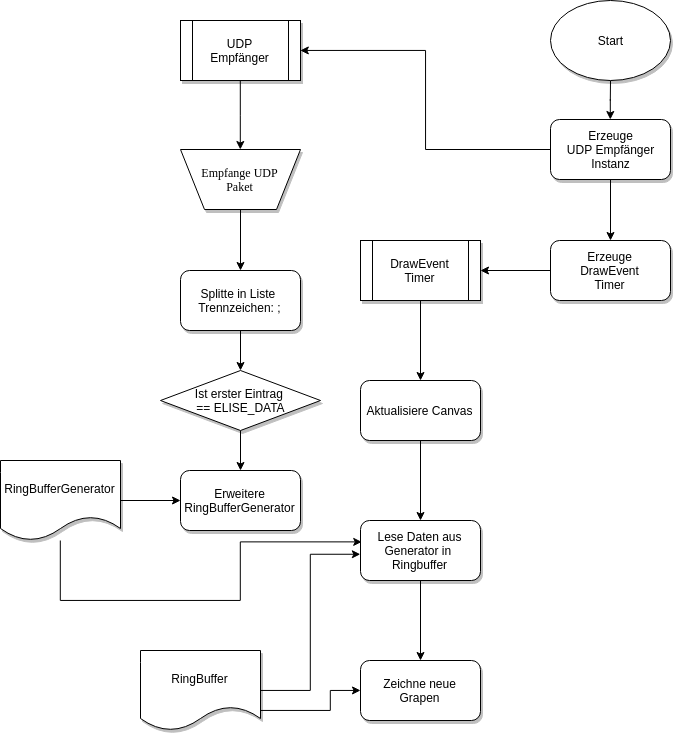 Start
UDP
Empfänger
Erzeuge
UDP Empfänger
Instanz
Empfange UDP
Paket
Erzeuge
DrawEvent
Timer
DrawEvent
Timer
Splitte in Liste
Trennzeichen: ;
Ist erster Eintrag
== ELISE_DATA
Aktualisiere Canvas
RingBufferGenerator
Erweitere
RingBufferGenerator
Lese Daten aus
Generator in
Ringbuffer
RingBuffer
Zeichne neue
Grapen